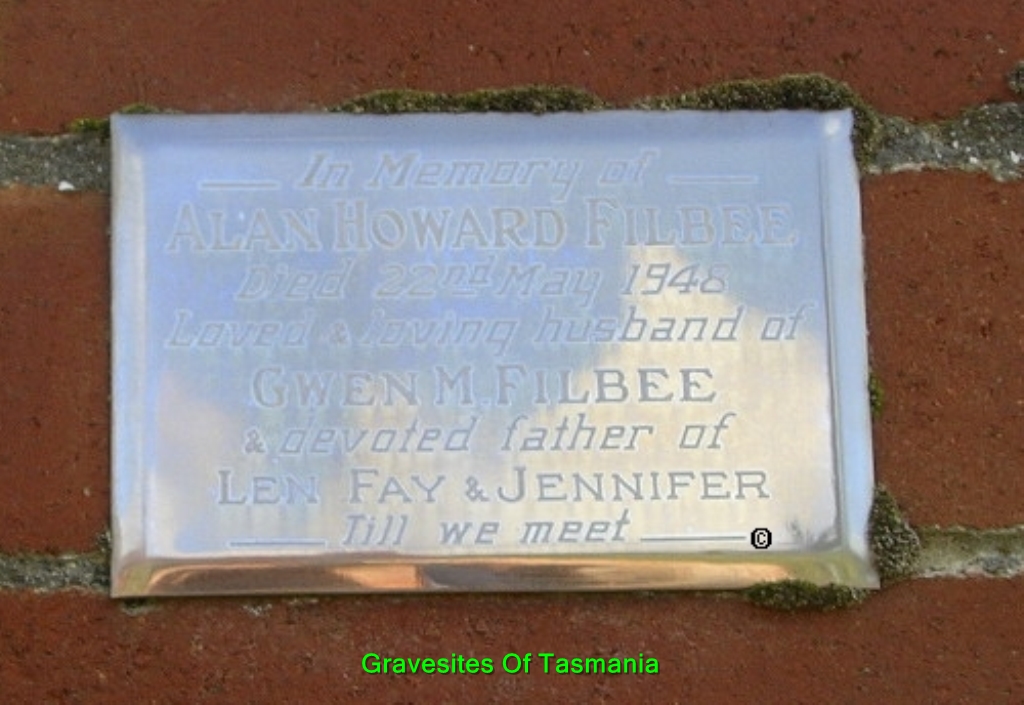 In Memory of
ALAN HOWARD FILBEE
Died 22nd May 1948
Loved & loving husband of
GWEN M. FILBEE
& devoted father of
LEN FAY & JENNIFER
Till we meet
©
Gravesites Of Tasmania